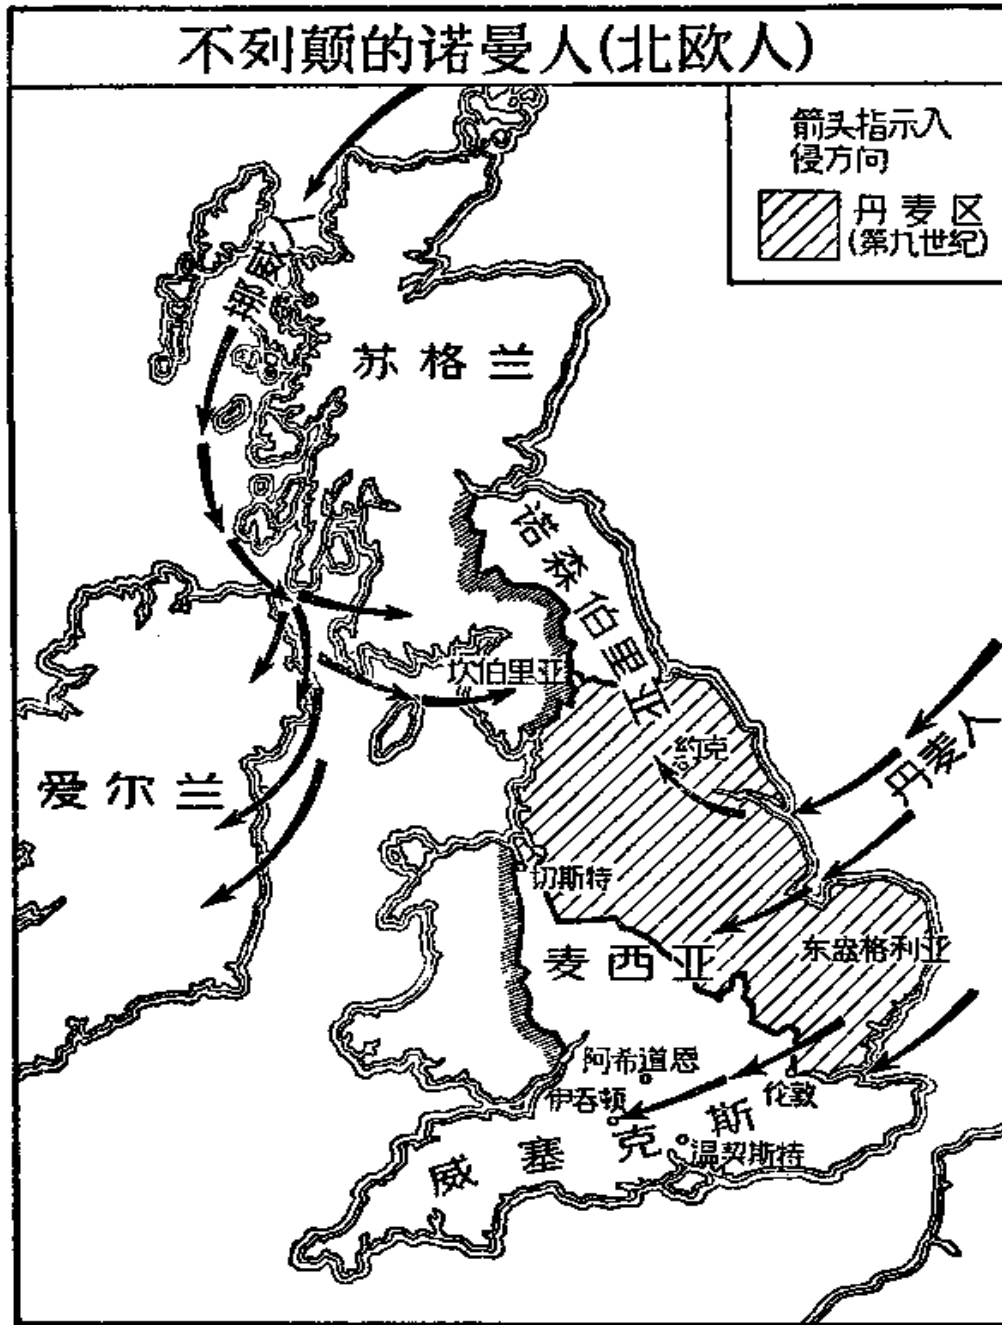 不列颠的诺曼人(北欧人)
箭头指示入
侵方向
丹麦区
(第九世纪)
挪威
苏格兰
诺森伯里亚
坎伯里亚
约克
丹麦人
爱尔兰
切斯特
东盎格利亚
麦西亚
阿希道恩
伊吞顿
伦敦
威塞克斯
温契斯特